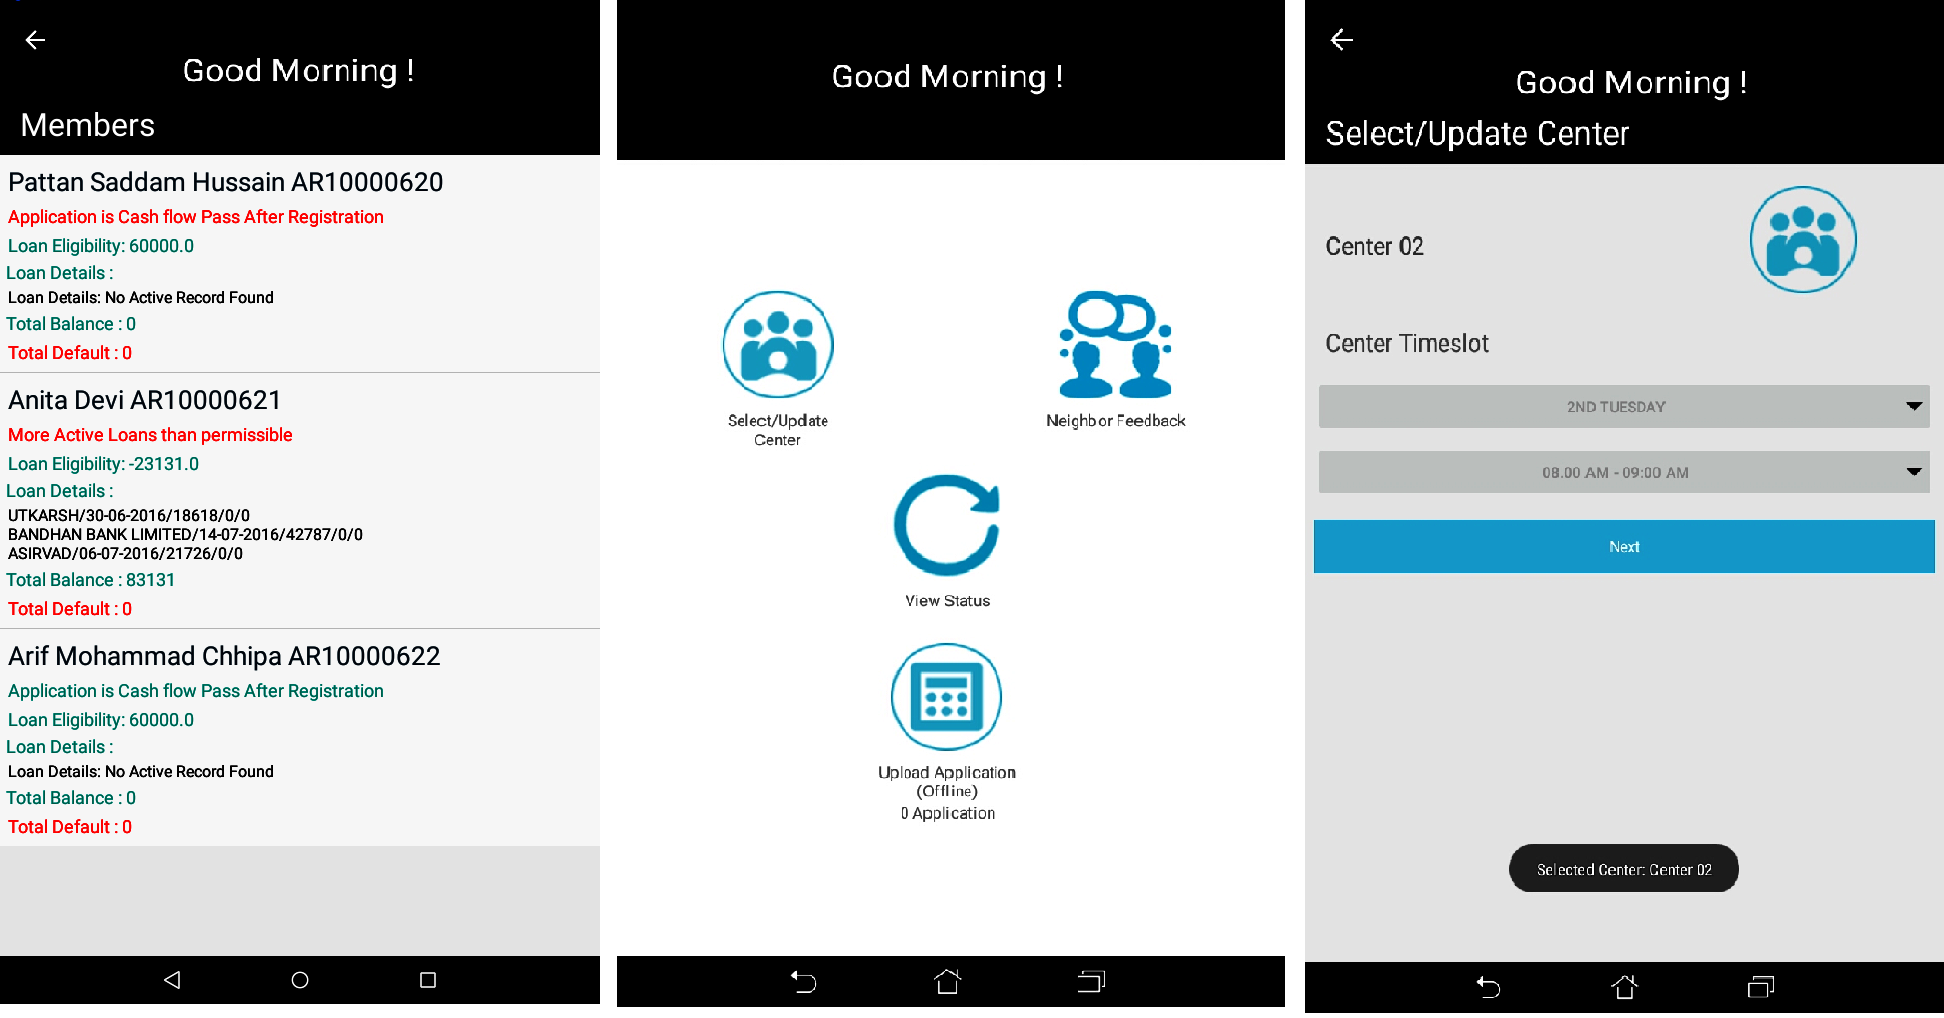 Good Morning !
Members
Pattan Saddam Hussain AR10000620
Application is Cash flow Pass After Registration
Loan Eligibility: 60000.0
Loan Details :
Loan Details: No Active Record Found
Total Balance : 0
Total Default : 0
Anita Devi AR10000621
More Active Loans than permissible
Loan Eligibility: -23131.0
Loan Details :
UTKARSH/30-06-2016/18618/0/0
BANDHAN BANK LIMITED/14-07-2016/42787/0/0
ASIRVAD/06-07-2016/21726/0/0
Total Balance : 83131
Total Default : 0
Arif Mohammad Chhipa AR10000622
Application is Cash flow Pass After Registration
Loan Eligibility: 60000.0
Loan Details :
Loan Details: No Active Record Found
Total Balance : 0
Total Default : 0
Good Morning !
Select/Update
Center
Neighbor Feedback
View Status
Upload Application
(Offline)
0 Application
Good Morning !
Select/Update Center
Center 02
Center Timeslot
2ND TUESDAY
08.00 AM - 09:00 AM
Next
Selected Center: Center 02